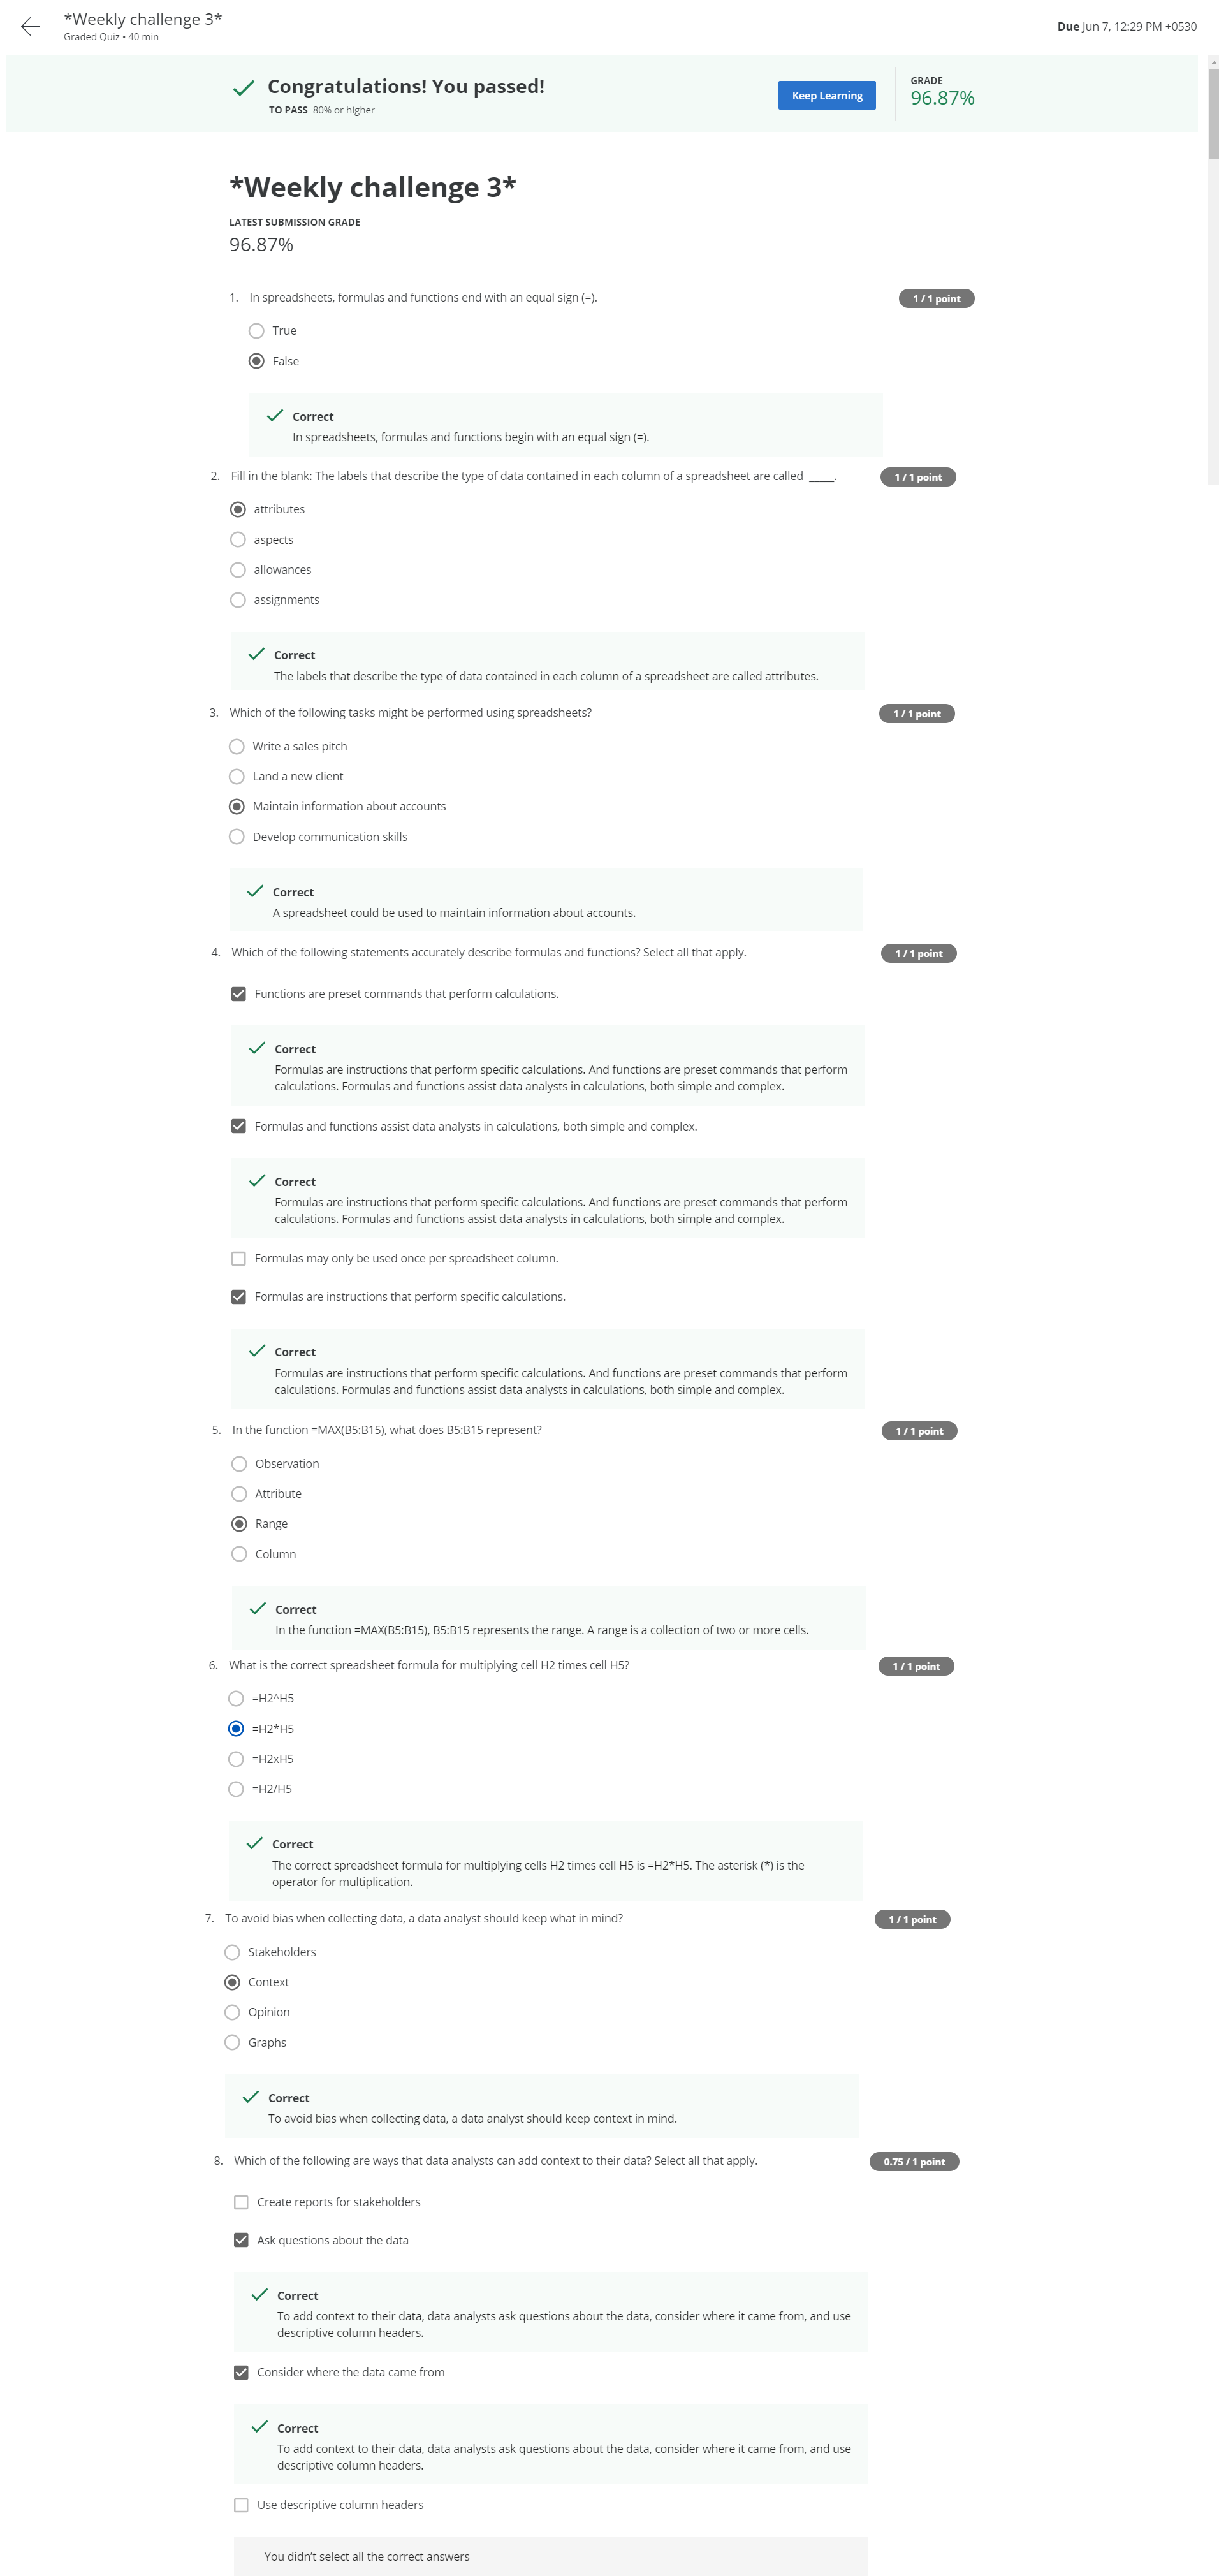 *Weekly challenge 3*
Graded Quiz • 40 min
Due Jun 7, 12:29 PM +0530
Congratulations! You passed!
TO PASS 80% or higher
Keep Learning
GRADE
96.87%
*Weekly challenge 3*
LATEST SUBMISSION GRADE
96.87%
1. In spreadsheets, formulas and functions end with an equal sign (=).
1 / 1 point
True
False
Correct
In spreadsheets, formulas and functions begin with an equal sign (=).
2. Fill in the blank: The labels that describe the type of data contained in each column of a spreadsheet are called _____.
1 / 1 point
attributes
aspects
allowances
assignments
Correct
The labels that describe the type of data contained in each column of a spreadsheet are called attributes.
3. Which of the following tasks might be performed using spreadsheets?
1 / 1 point
Write a sales pitch
Land a new client
Maintain information about accounts
Develop communication skills
Correct
A spreadsheet could be used to maintain information about accounts.
4. Which of the following statements accurately describe formulas and functions? Select all that apply.
1 / 1 point
Functions are preset commands that perform calculations.
Correct
Formulas are instructions that perform specific calculations. And functions are preset commands that perform
calculations. Formulas and functions assist data analysts in calculations, both simple and complex.
Formulas and functions assist data analysts in calculations, both simple and complex.
Correct
Formulas are instructions that perform specific calculations. And functions are preset commands that perform
calculations. Formulas and functions assist data analysts in calculations, both simple and complex.
Formulas may only be used once per spreadsheet column.
Formulas are instructions that perform specific calculations.
Correct
Formulas are instructions that perform specific calculations. And functions are preset commands that perform
calculations. Formulas and functions assist data analysts in calculations, both simple and complex.
5. In the function =MAX(B5:B15), what does B5:B15 represent?
1 / 1 point
Observation
Attribute
Range
Column
Correct
In the function =MAX(B5:B15), B5:B15 represents the range. A range is a collection of two or more cells.
6. What is the correct spreadsheet formula for multiplying cell H2 times cell H5?
1 / 1 point
=H2^H5
=H2*H5
=H2xH5
=H2/H5
Correct
The correct spreadsheet formula for multiplying cells H2 times cell H5 is =H2*H5. The asterisk (*) is the
operator for multiplication.
7. To avoid bias when collecting data, a data analyst should keep what in mind?
1 / 1 point
Stakeholders
Context
Opinion
Graphs
Correct
To avoid bias when collecting data, a data analyst should keep context in mind.
8. Which of the following are ways that data analysts can add context to their data? Select all that apply.
0.75 / 1 point
Create reports for stakeholders
Ask questions about the data
Correct
To add context to their data, data analysts ask questions about the data, consider where it came from, and use
descriptive column headers.
Consider where the data came from
Correct
To add context to their data, data analysts ask questions about the data, consider where it came from, and use
descriptive column headers.
Use descriptive column headers
You didn't select all the correct answers